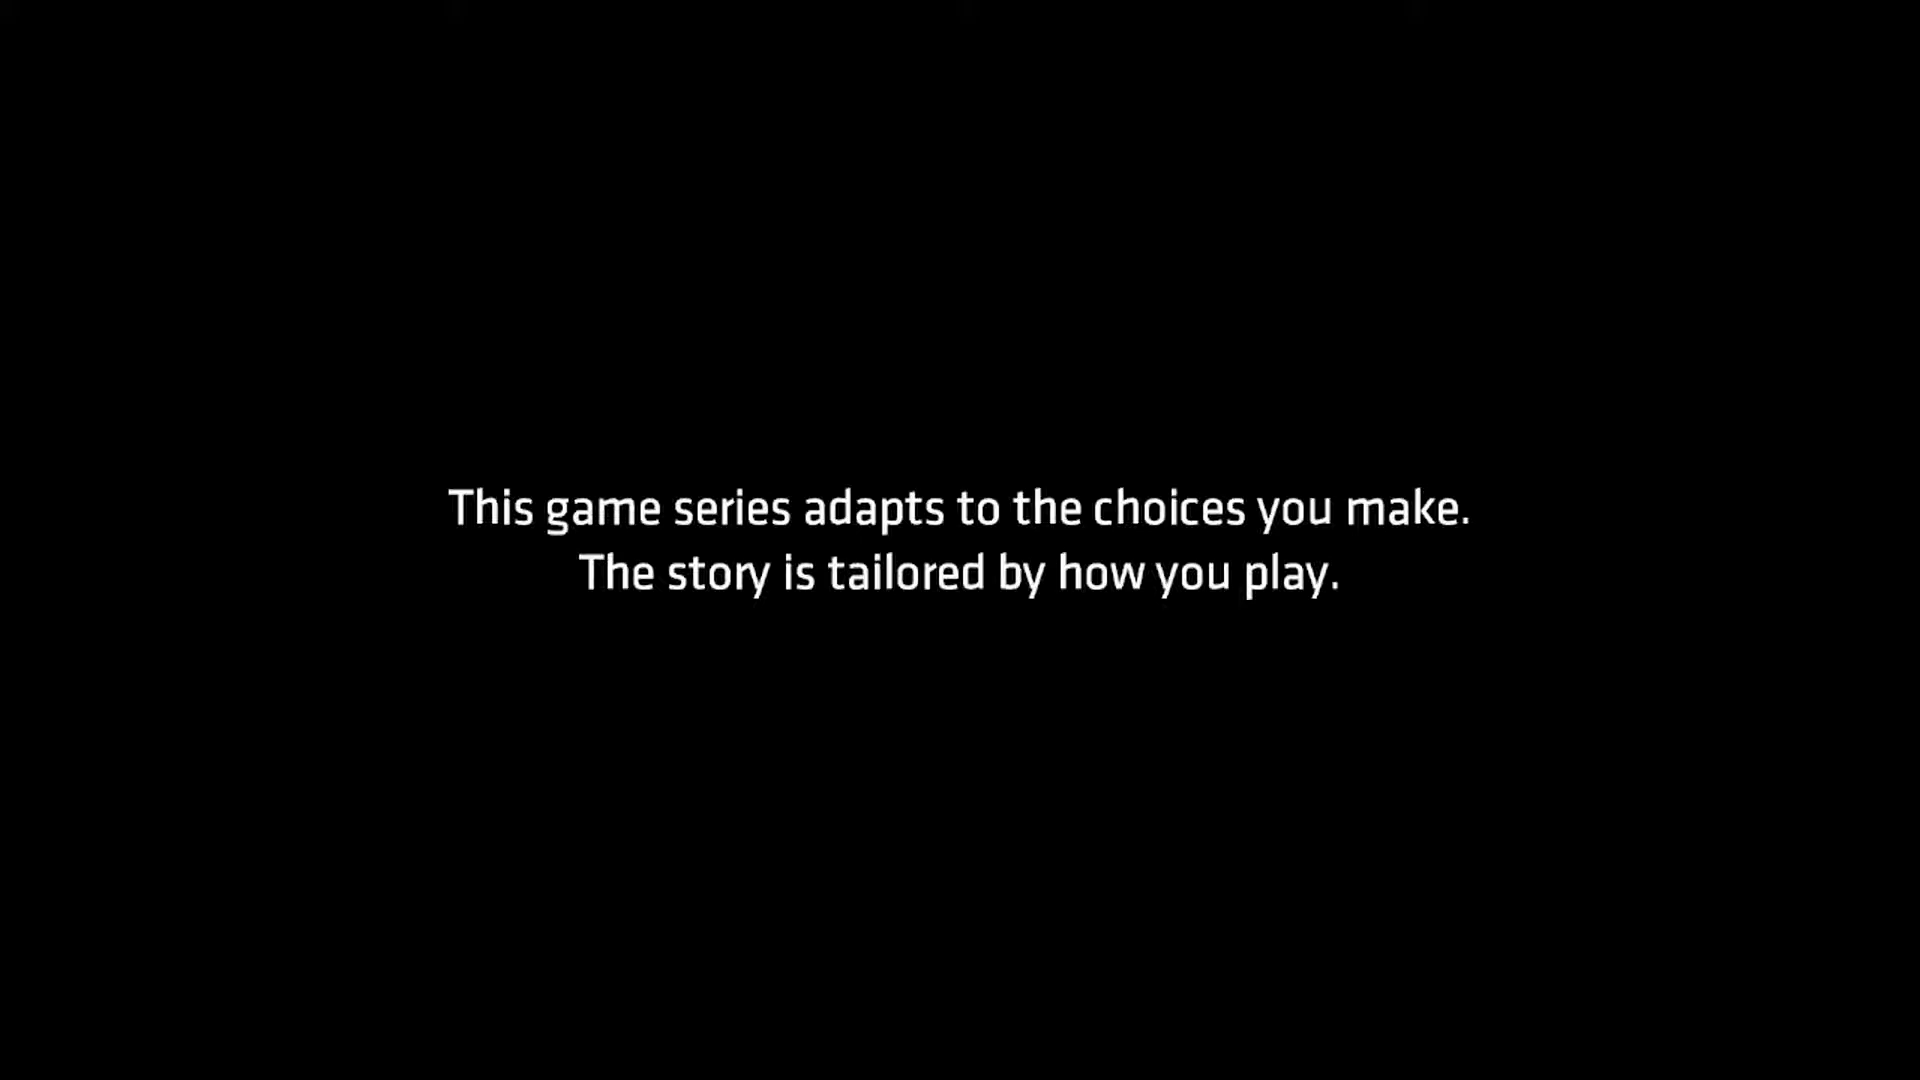 This game series adapts to the choices you make.
The story is tailored by how you play.